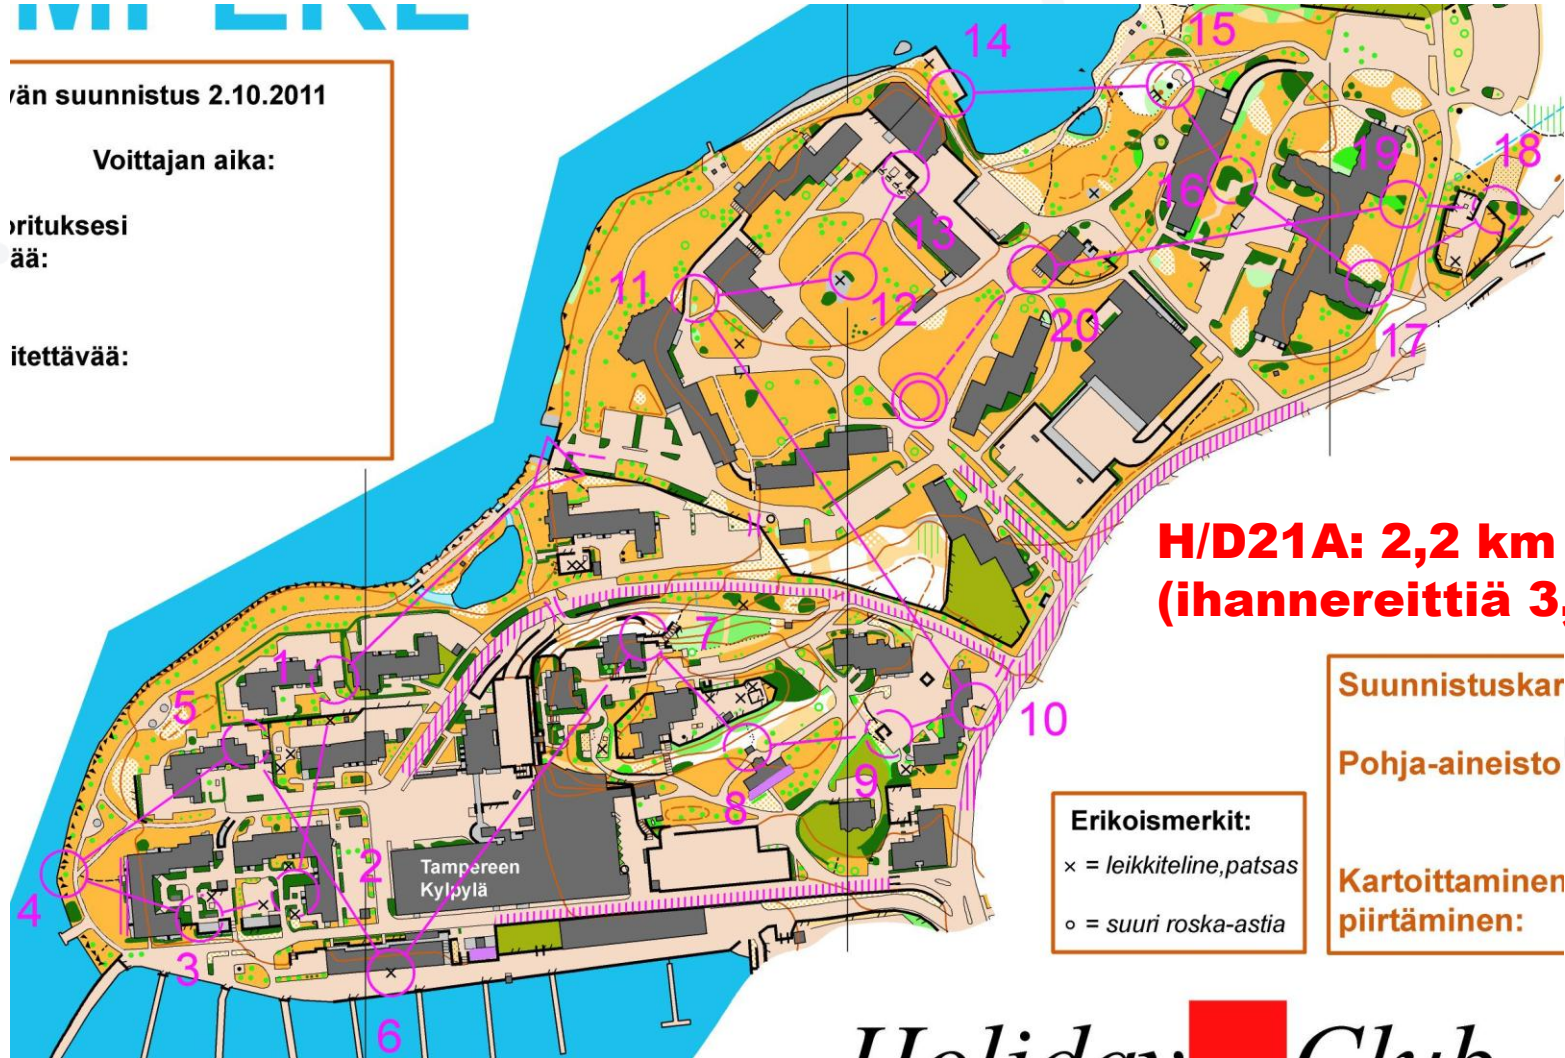 MPERE
vän suunnistus 2.10.2011
Voittajan aika:
orituksesi
ää:
itettävää:
14
15
18
19
16
13
11
12
20
17
H/D21A: 2,2 km
(ihannereittiä 3,
7
1
5
10
Suunnistuskar
Pohja-aineisto
9
8
Erikoismerkit:
x = leikkiteline,patsas
o = suuri roska-astia
Kartoittaminen
piirtäminen:
2
Tampereen
Kylpylä
4
3
6
Holiday Club